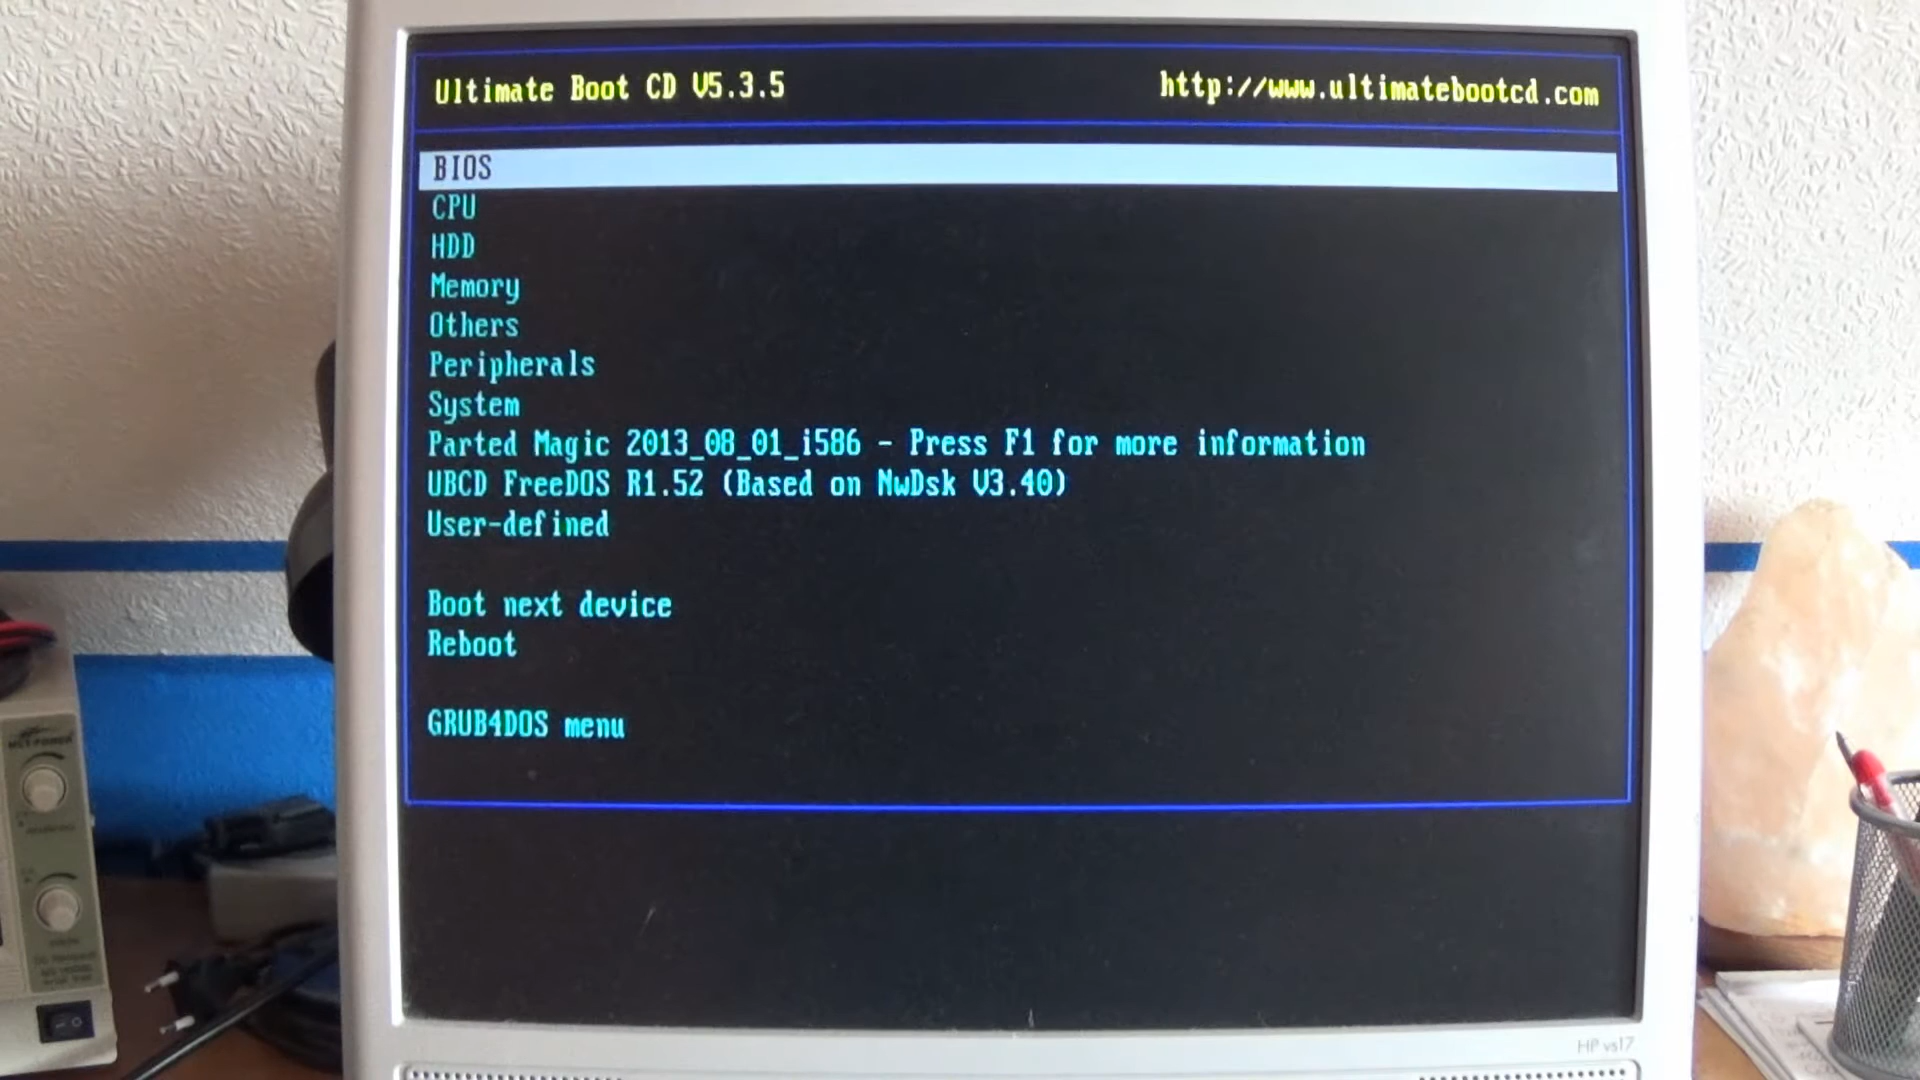 Ultimate Boot CD V5.3.5 http://www.ultimatebootcd.com
BIOS
CPU
HDD
Memory
Others
Peripherals
System
Parted Magic 2013_08_01_i586 - Press F1 for more information
UBCD FreeDOS R1.52 (Based on NwDsk V3.40)
User-defined
Boot next device
Reboot
GRUB4DOS menu
HP vs17